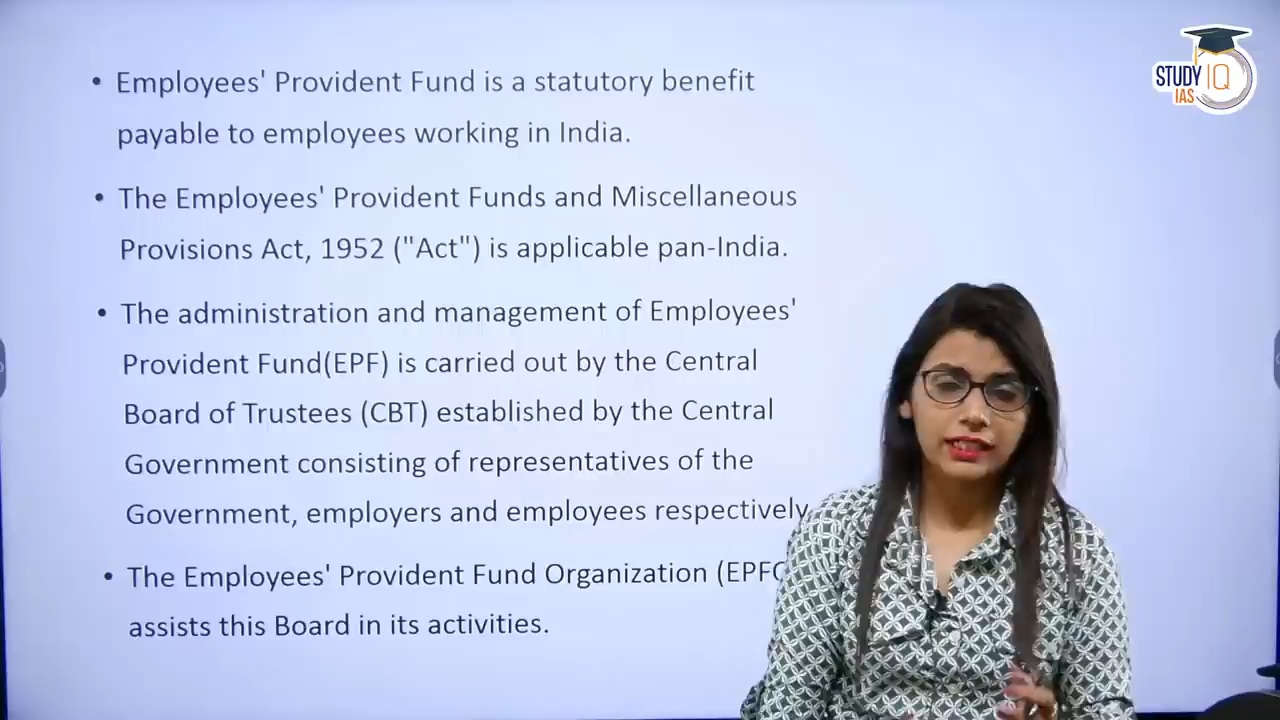 • Employees' Provident Fund is a statutory benefit
payable to employees working in India.
• The Employees' Provident Funds and Miscellaneous
Provisions Act, 1952 ("Act") is applicable pan-India.
• The administration and management of Employees'
Provident Fund(EPF) is carried out by the Central
Board of Trustees (CBT) established by the Central
Government consisting of representatives of the
Government, employers and employees respectively
• The Employees' Provident Fund Organization
assists this Board in its activities.
STUDY IQ
IAS